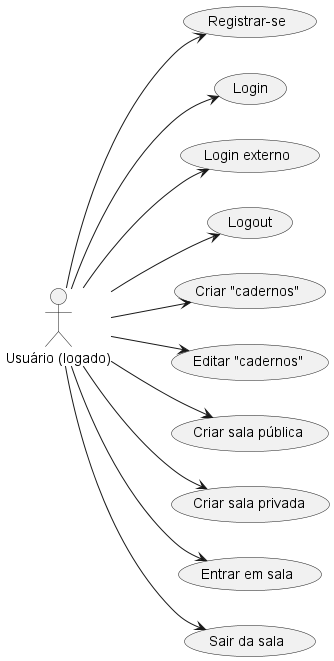 Registrar-se
Login
Login externo
Logout
Criar "cadernos"
Usuário (logado)
Editar "cadernos"
Criar sala pública
Criar sala privada
Entrar em sala
Sair da sala